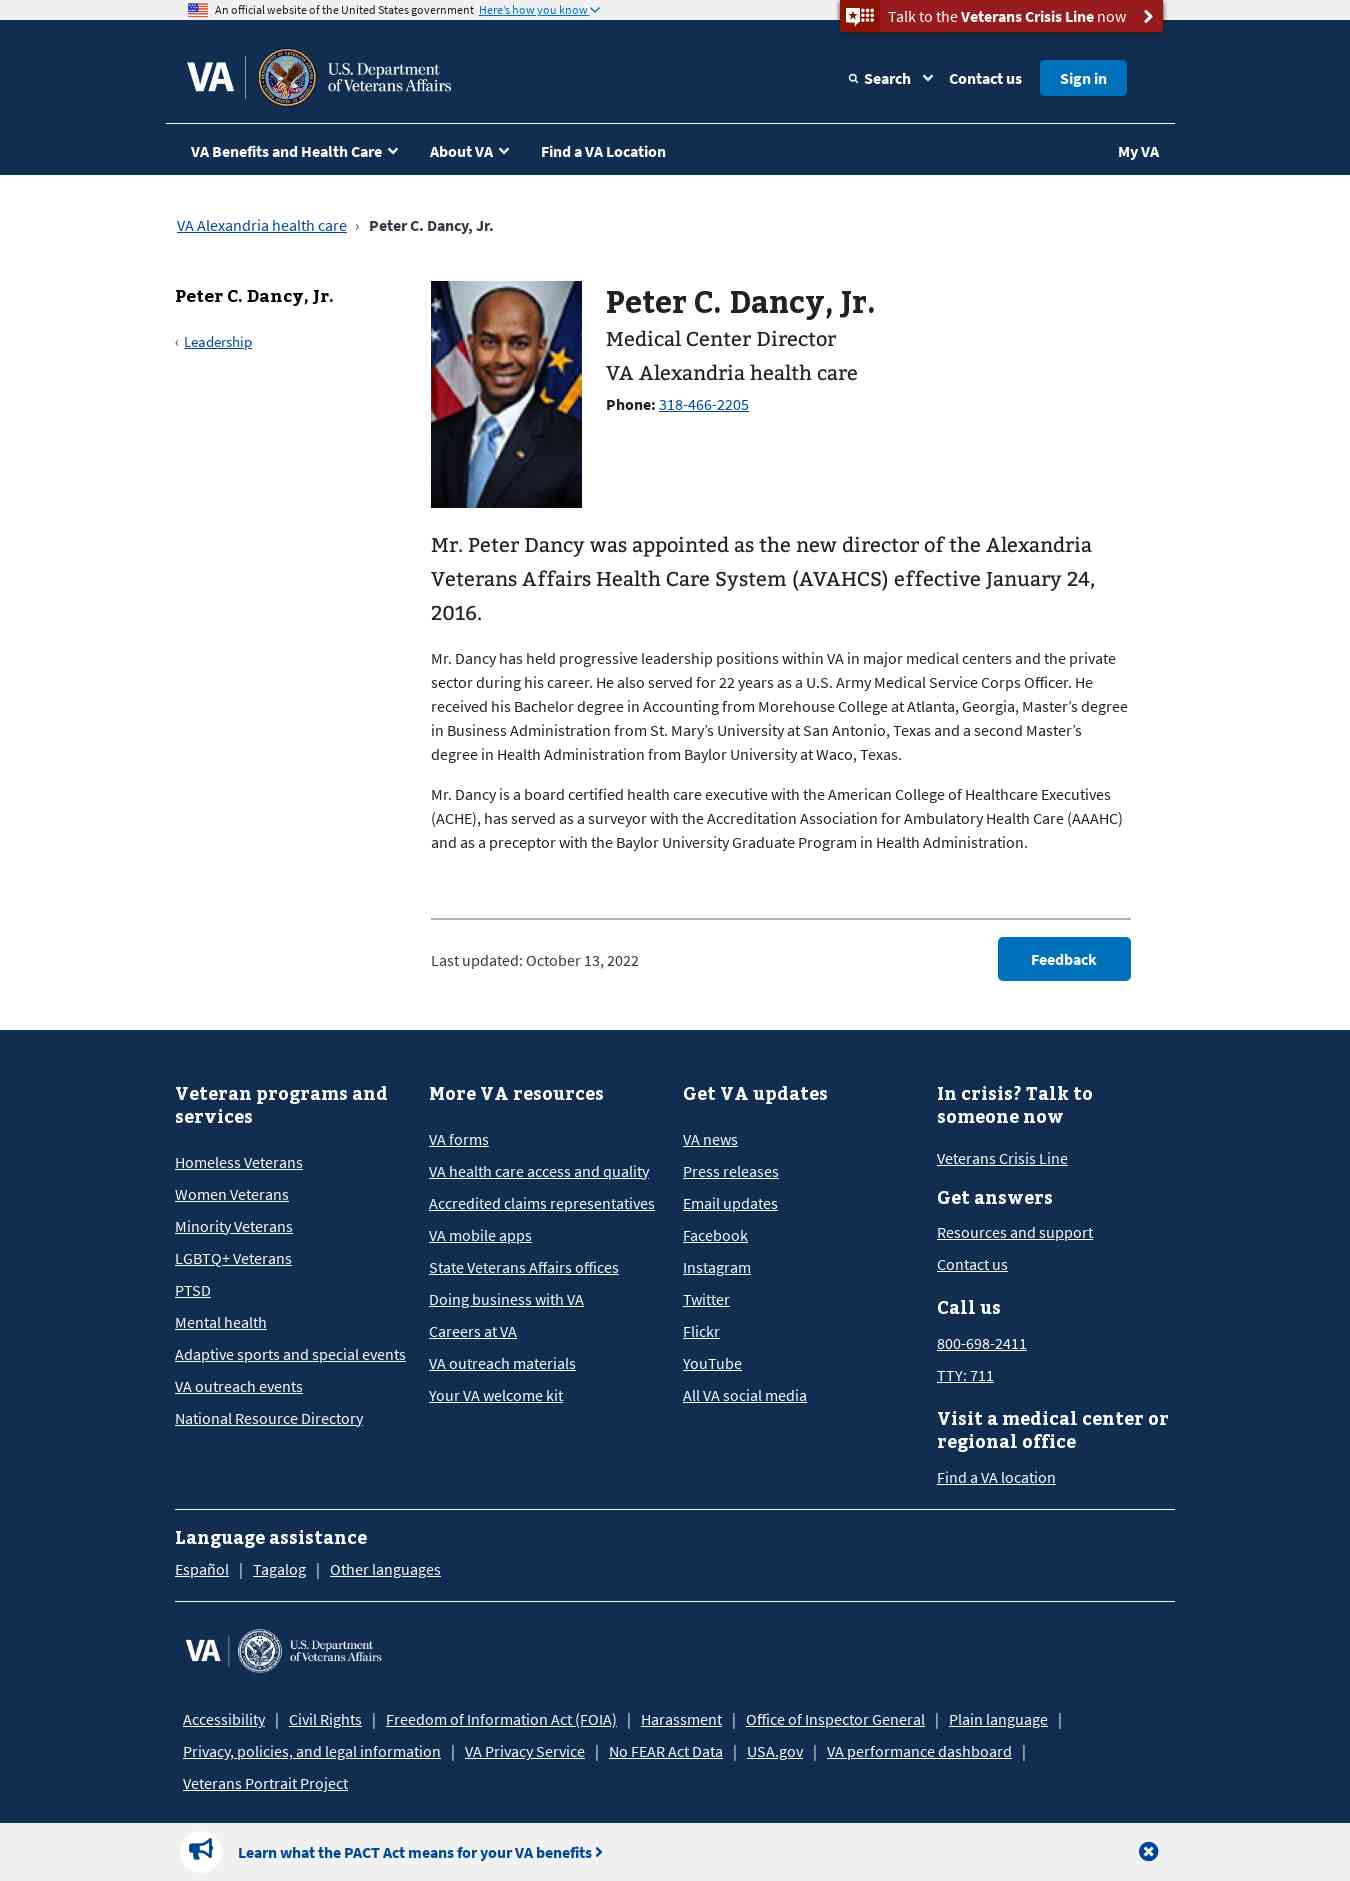 An official website of the United States government Here's how you know
Talk to the Veterans Crisis Line now
VA
U.S. Department
of Veterans Affairs
Search
Contact us
Sign in
VA Benefits and Health Care
About VA
Find a VA Location
My VA
VA Alexandria health care › Peter C. Dancy, Jr.
Peter C. Dancy, Jr.
‹ Leadership
Peter C. Dancy, Jr.
Medical Center Director
VA Alexandria health care
Phone: 318-466-2205
Mr. Peter Dancy was appointed as the new director of the Alexandria
Veterans Affairs Health Care System (AVAHCS) effective January 24,
2016.
Mr. Dancy has held progressive leadership positions within VA in major medical centers and the private
sector during his career. He also served for 22 years as a U.S. Army Medical Service Corps Officer. He
received his Bachelor degree in Accounting from Morehouse College at Atlanta, Georgia, Master’s degree
in Business Administration from St. Mary’s University at San Antonio, Texas and a second Master’s
degree in Health Administration from Baylor University at Waco, Texas.
Mr. Dancy is a board certified health care executive with the American College of Healthcare Executives
(ACHE), has served as a surveyor with the Accreditation Association for Ambulatory Health Care (AAAHC)
and as a preceptor with the Baylor University Graduate Program in Health Administration.
Last updated: October 13, 2022
Feedback
Veteran programs and
services
Homeless Veterans
Women Veterans
Minority Veterans
LGBTQ+ Veterans
PTSD
Mental health
Adaptive sports and special events
VA outreach events
National Resource Directory
More VA resources
VA forms
VA health care access and quality
Accredited claims representatives
VA mobile apps
State Veterans Affairs offices
Doing business with VA
Careers at VA
VA outreach materials
Your VA welcome kit
Get VA updates
VA news
Press releases
Email updates
Facebook
Instagram
Twitter
Flickr
YouTube
All VA social media
In crisis? Talk to
someone now
Veterans Crisis Line
Get answers
Resources and support
Contact us
Call us
800-698-2411
TTY: 711
Visit a medical center or
regional office
Find a VA location
Language assistance
Español | Tagalog | Other languages
VA
U.S. Department
of Veterans Affairs
Accessibility | Civil Rights | Freedom of Information Act (FOIA) | Harassment | Office of Inspector General | Plain language |
Privacy, policies, and legal information | VA Privacy Service | No FEAR Act Data | USA.gov | VA performance dashboard |
Veterans Portrait Project
Learn what the PACT Act means for your VA benefits